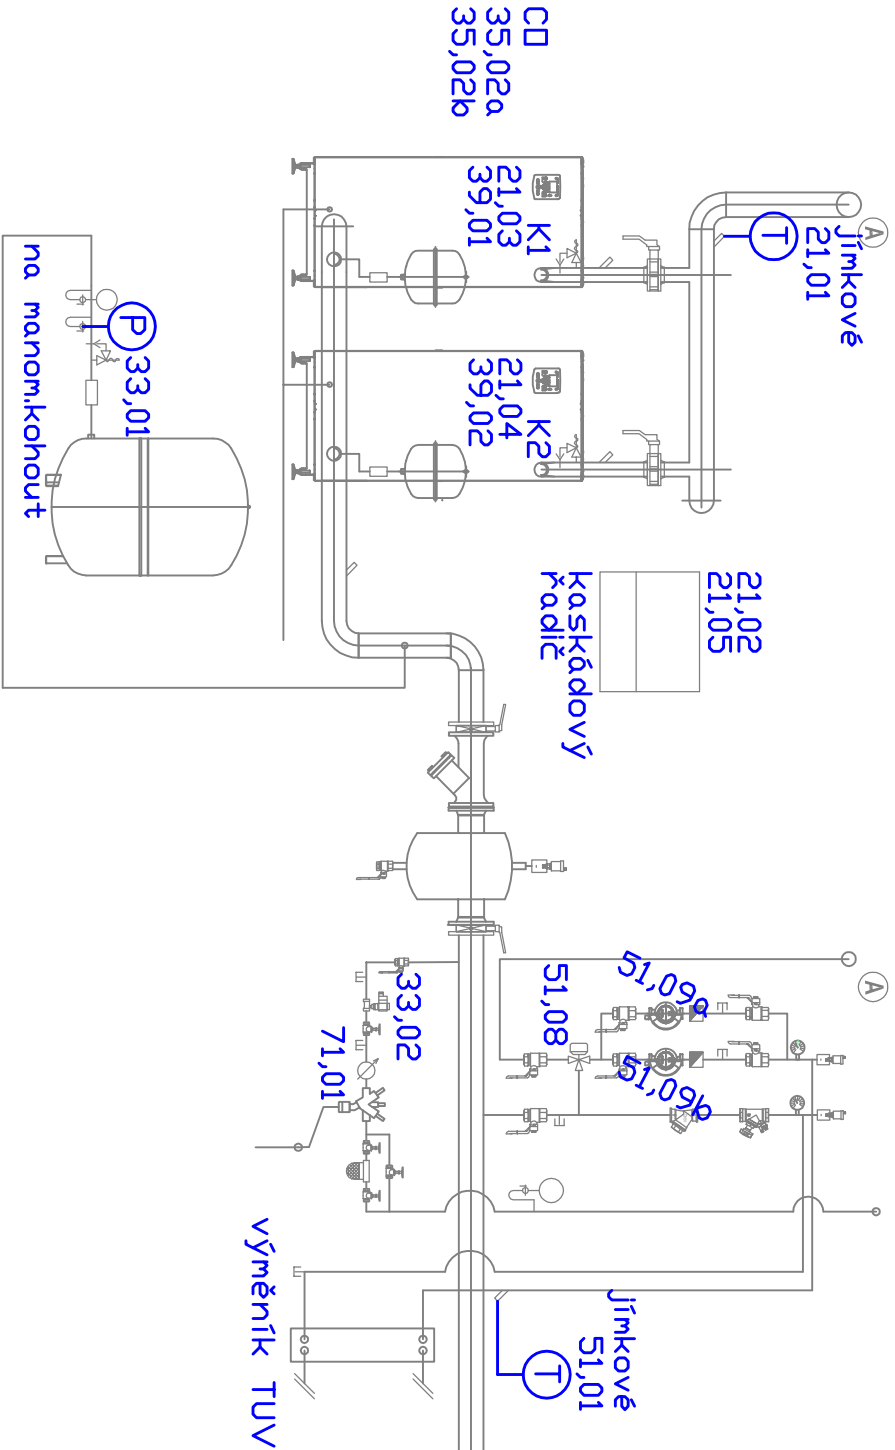 A
jímkové
21,01
T
CO
35,02a
35,02b
K1
21,03
39,01
K2
21,04
39,02
P
33,01
na manom.kohout
21,02
21,05
kaskádový
řadič
A
51,09a
51,08
51,09b
33,02
71,01
jímkové
51,01
T
výměník TUV